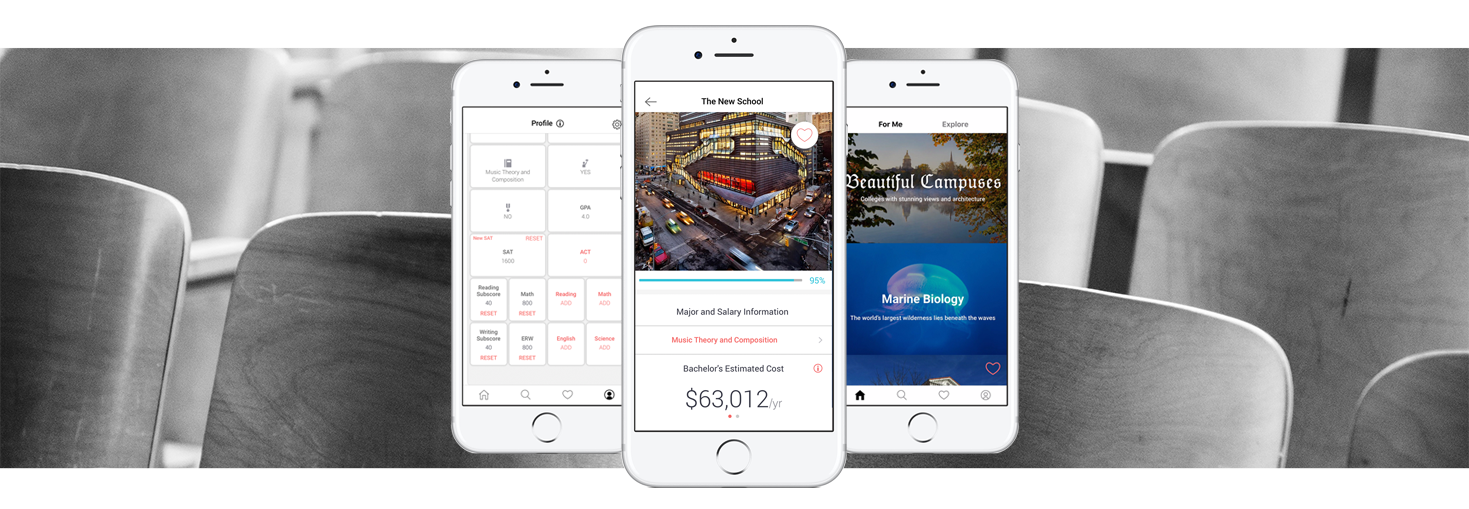 Profile
Music Theory and
Composition
YES
NO
GPA
4.0
New SAT
RESET
SAT
1600
ACT
0
Reading
Subscore
40
RESET
Math
800
RESET
Reading
ADD
Math
ADD
Writing
Subscore
40
RESET
ERW
800
RESET
English
ADD
Science
ADD
The New School
95%
Major and Salary Information
Music Theory and Composition
Bachelor's Estimated Cost
$63,012/yr
For Me
Explore
Beautiful Campuses
Colleges with stunning views and architecture
Marine Biology
The world's largest wilderness lies beneath the waves